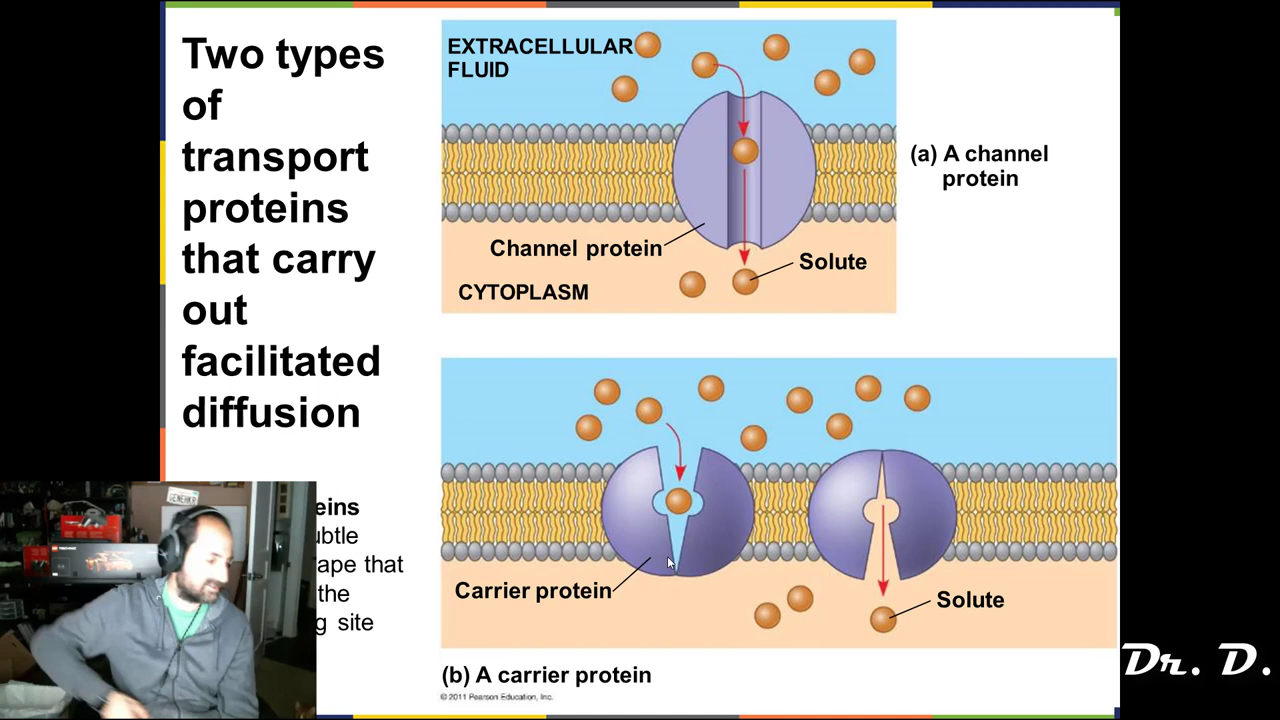 Two types
of
transport
proteins
that carry
out
facilitated
diffusion
eins
ubtle
ape that
the
g site
EXTRACELLULAR
FLUID
Channel protein
Solute
CYTOPLASM
(a) A channel
protein
Carrier protein
Solute
(b) A carrier protein
© 2011 Pearson Education, Inc.
GENEHKR
Dr. D.